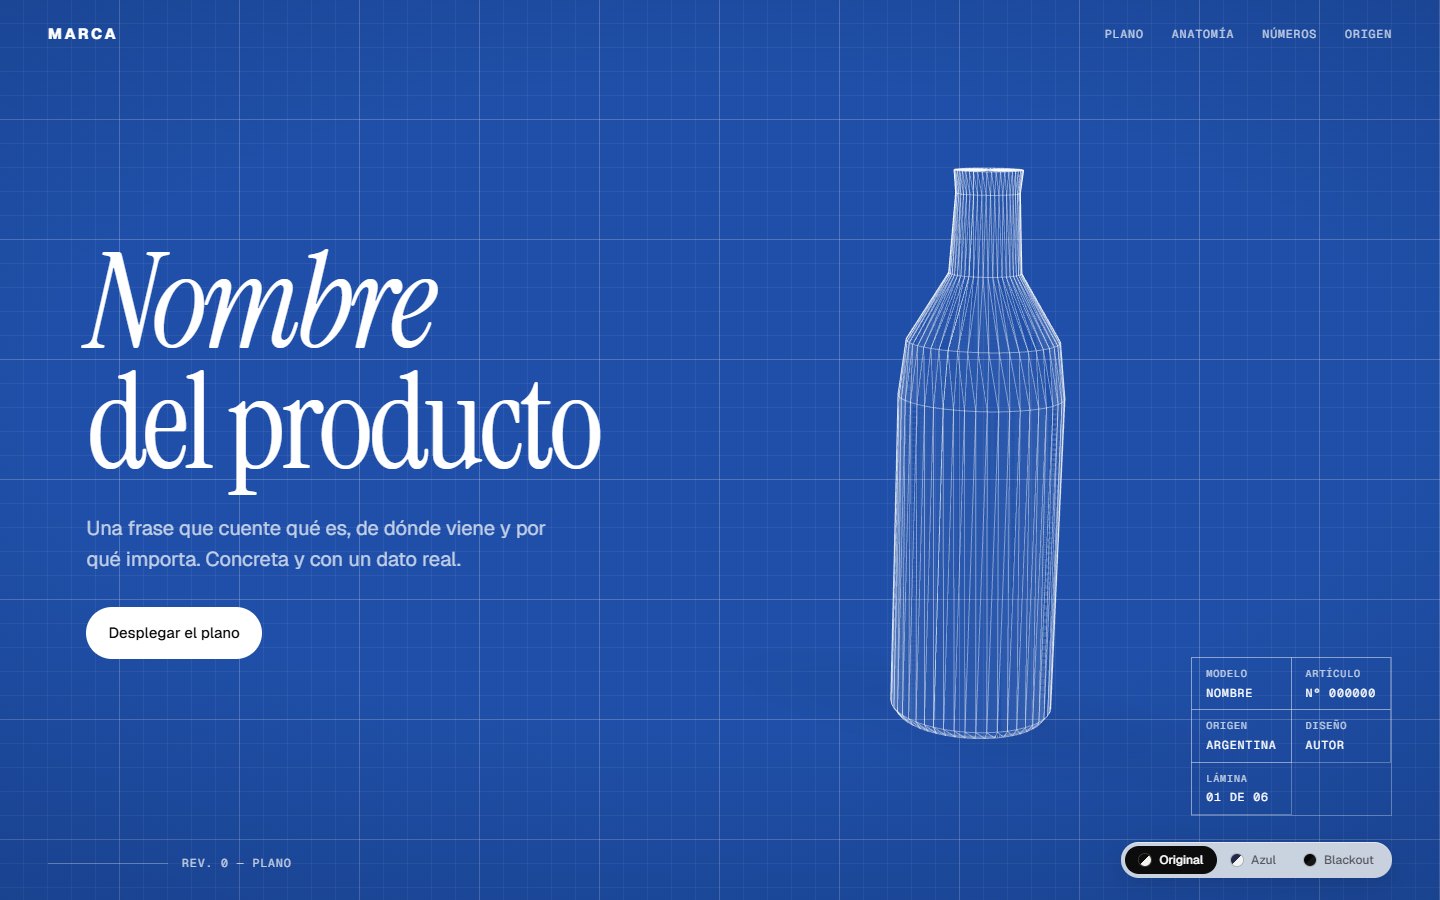 MARCA
PLANO ANATOMÍA NÚMEROS ORIGEN
Nombre
del producto
Una frase que cuente qué es, de dónde viene y por
qué importa. Concreta y con un dato real.
Desplegar el plano
MODELO ARTÍCULO
NOMBRE Nº 000000
ORIGEN DISEÑO
ARGENTINA AUTOR
LÁMINA
01 DE 06
REV. 0 — PLANO
Original Azul Blackout